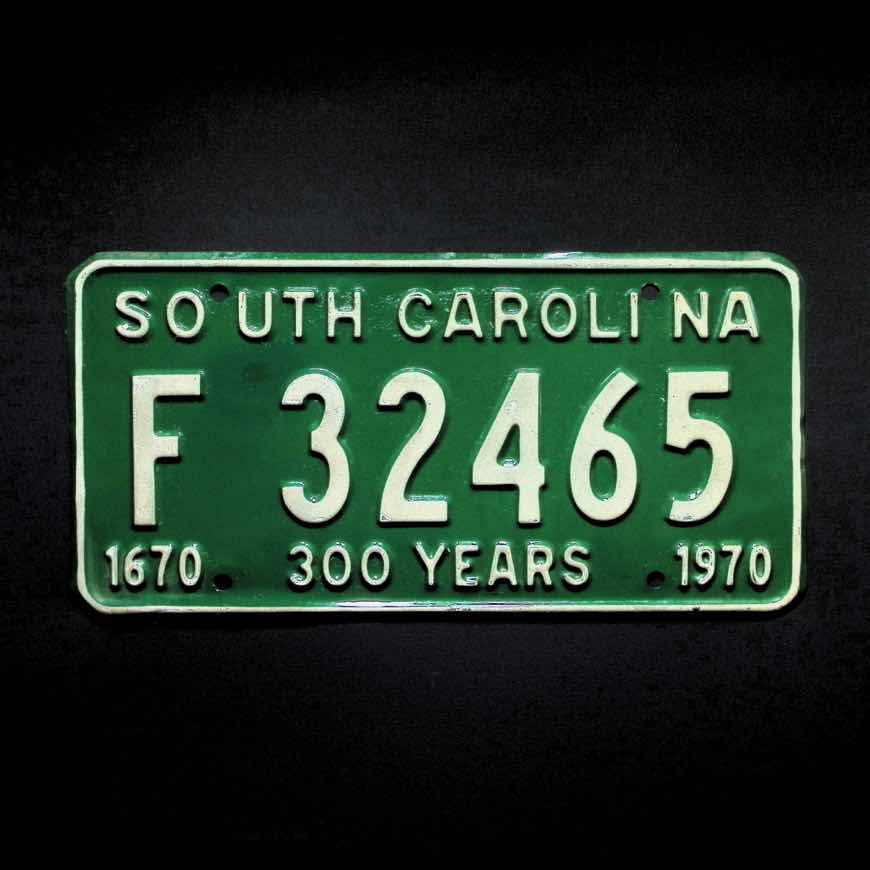 SOUTH CAROLINA
F 32465
1670 300 YEARS 1970